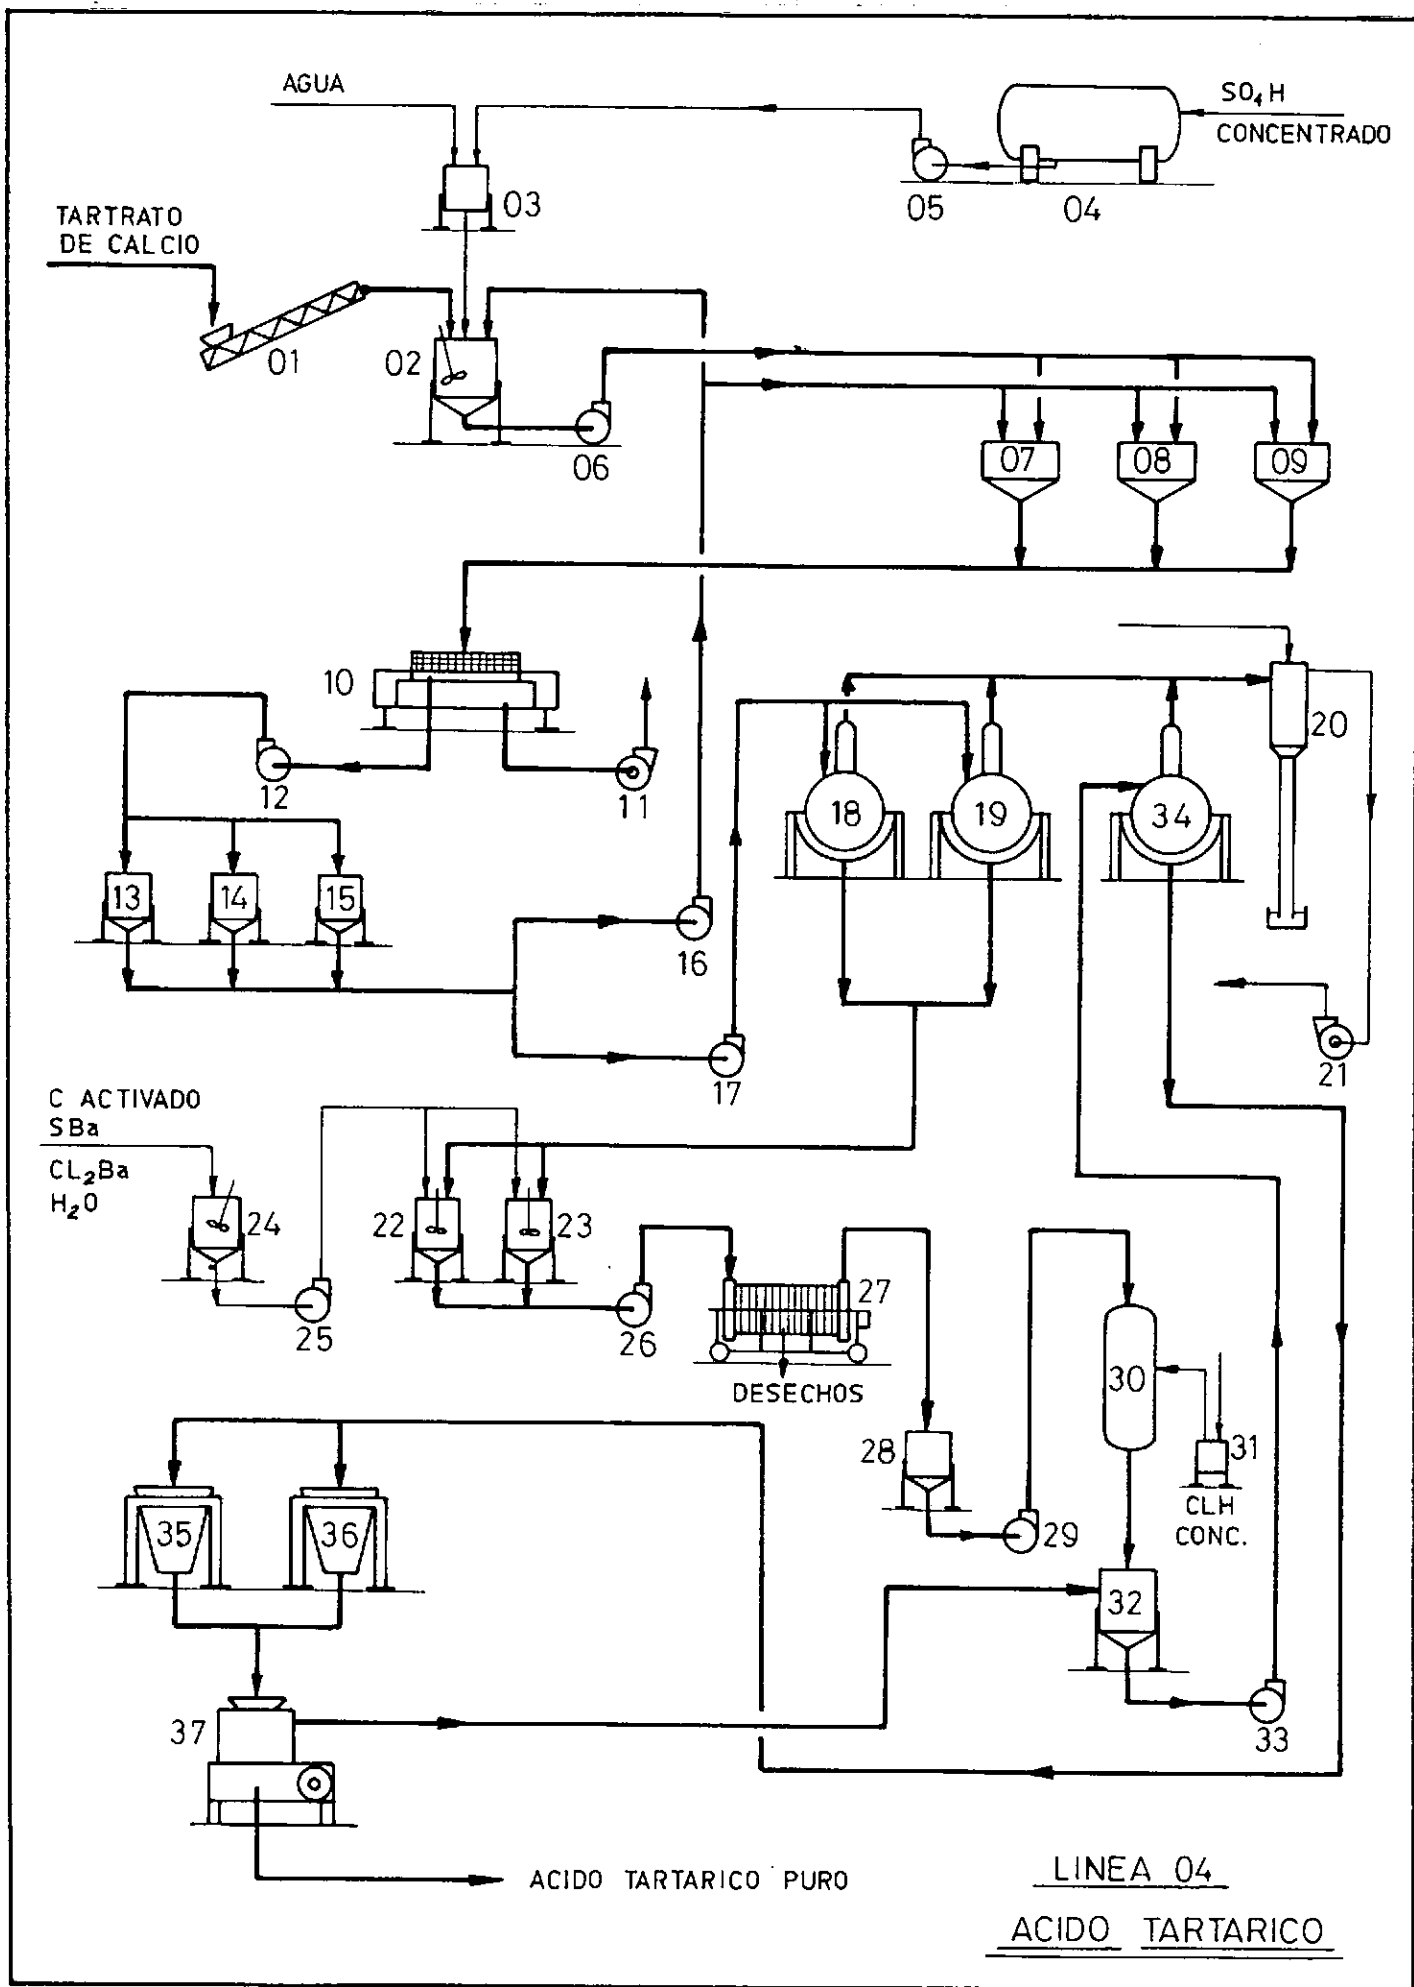 AGUA
SO₄H
CONCENTRADO
05
04
03
TARTRATO
DE CALCIO
01
02
06
07
08
09
10
20
12
11
18
19
34
13
14
15
16
17
21
C ACTIVADO
SBa
CL₂Ba
H₂O
24
22
23
25
26
27
DESECHOS
30
28
31
CLH
CONC.
29
35
36
32
33
37
ACIDO TARTARICO PURO
LINEA 04
ACIDO TARTARICO